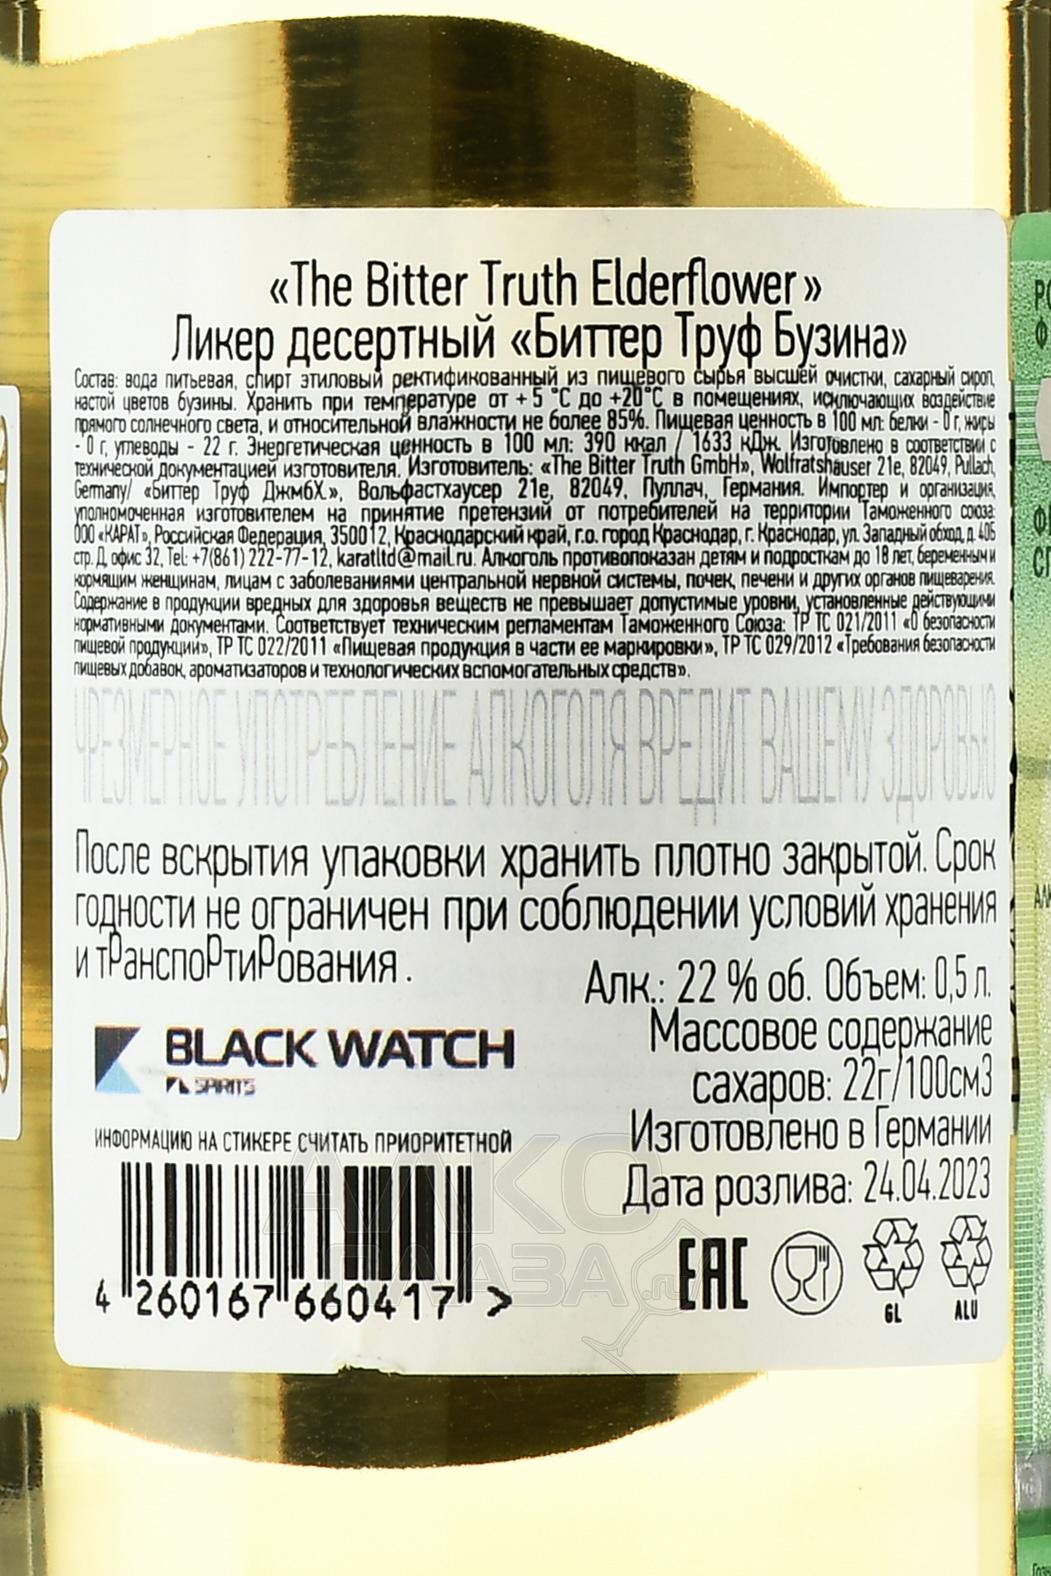 «The Bitter Truth Elderflower»
Ликер десертный «Биттер Труф Бузина»
Состав: вода питьевая, спирт этиловый ректификованный из пищевого сырья высшей очистки, сахарный сироп,
настой цветов бузины. Хранить при температуре от +5 °С до +20°С в помещениях, исключающих воздействие
прямого солнечного света, и относительной влажности не более 85%. Пищевая ценность в 100 мл: белки - 0 г, жиры
- 0 г, углеводы - 22 г. Энергетическая ценность в 100 мл: 390 ккал / 1633 кДж. Изготовлено в соответствии с
технической документацией изготовителя. Изготовитель: «The Bitter Truth GmbH», Wolfratshauser 21e, 82049, Pullach,
Germany/ «Биттер Труф ДжмбХ.», Вольфастхаусер 21е, 82049, Пуллач, Германия. Импортер и организация,
уполномоченная изготовителем на принятие претензий от потребителей на территории Таможенного союза:
ООО «КАРАТ», Российская Федерация, 350012, Краснодарский край, г.о. город Краснодар, г. Краснодар, ул. Западный обход, д. 40Б
стр. Д, офис 32, Tel: +7(861) 222-77-12, karatltd@mail.ru. Алкоголь противопоказан детям и подросткам до 18 лет, беременным и
кормящим женщинам, лицам с заболеваниями центральной нервной системы, почек, печени и других органов пищеварения.
Содержание в продукции вредных для здоровья веществ не превышает допустимые уровни, установленные действующими
нормативными документами. Соответствует техническим регламентам Таможенного Союза: ТР ТС 021/2011 «О безопасности
пищевой продукции», ТР ТС 022/2011 «Пищевая продукция в части ее маркировки», ТР ТС 029/2012 «Требования безопасности
пищевых добавок, ароматизаторов и технологических вспомогательных средств».
ЧРЕЗМЕРНОЕ УПОТРЕБЛЕНИЕ АЛКОГОЛЯ ВРЕДИТ ВАШЕМУ ЗДОРОВЬЮ
После вскрытия упаковки хранить плотно закрытой. Срок
годности не ограничен при соблюдении условий хранения
и тРанспоРтиРования.
Алк.: 22 % об. Объем: 0,5 л.
Массовое содержание
сахаров: 22г/100см3
Изготовлено в Германии
Дата розлива: 24.04.2023
BLACK WATCH
SPIRITS
ИНФОРМАЦИЮ НА СТИКЕРЕ СЧИТАТЬ ПРИОРИТЕТНОЙ
4 260167 660417 >
EAC
GL
ALU
АЛКО
ПЛАЗА.ru